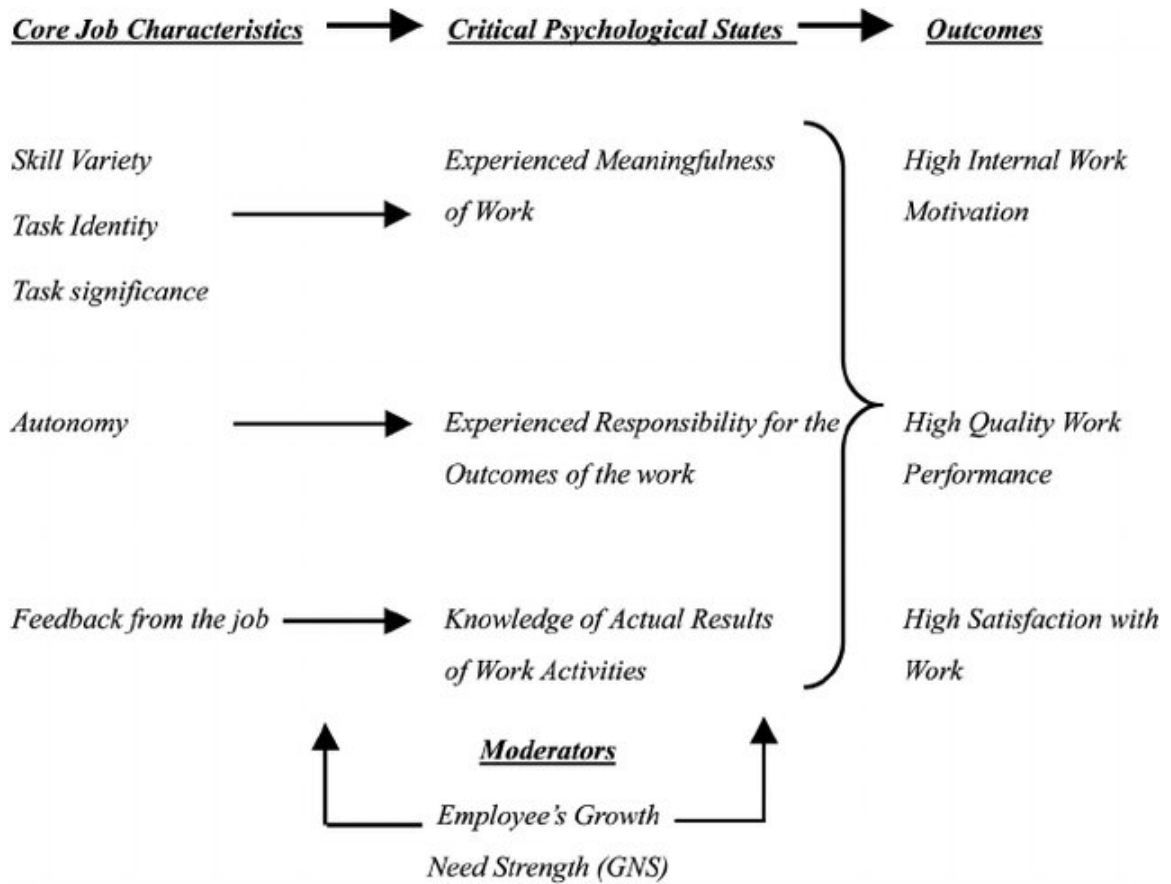 Core Job Characteristics
Critical Psychological States
Outcomes
Skill Variety
Task Identity
Task significance
Experienced Meaningfulness
of Work
High Internal Work
Motivation
Autonomy
Experienced Responsibility for the
Outcomes of the work
High Quality Work
Performance
Feedback from the job
Knowledge of Actual Results
of Work Activities
High Satisfaction with
Work
Moderators
Employee’s Growth
Need Strength (GNS)